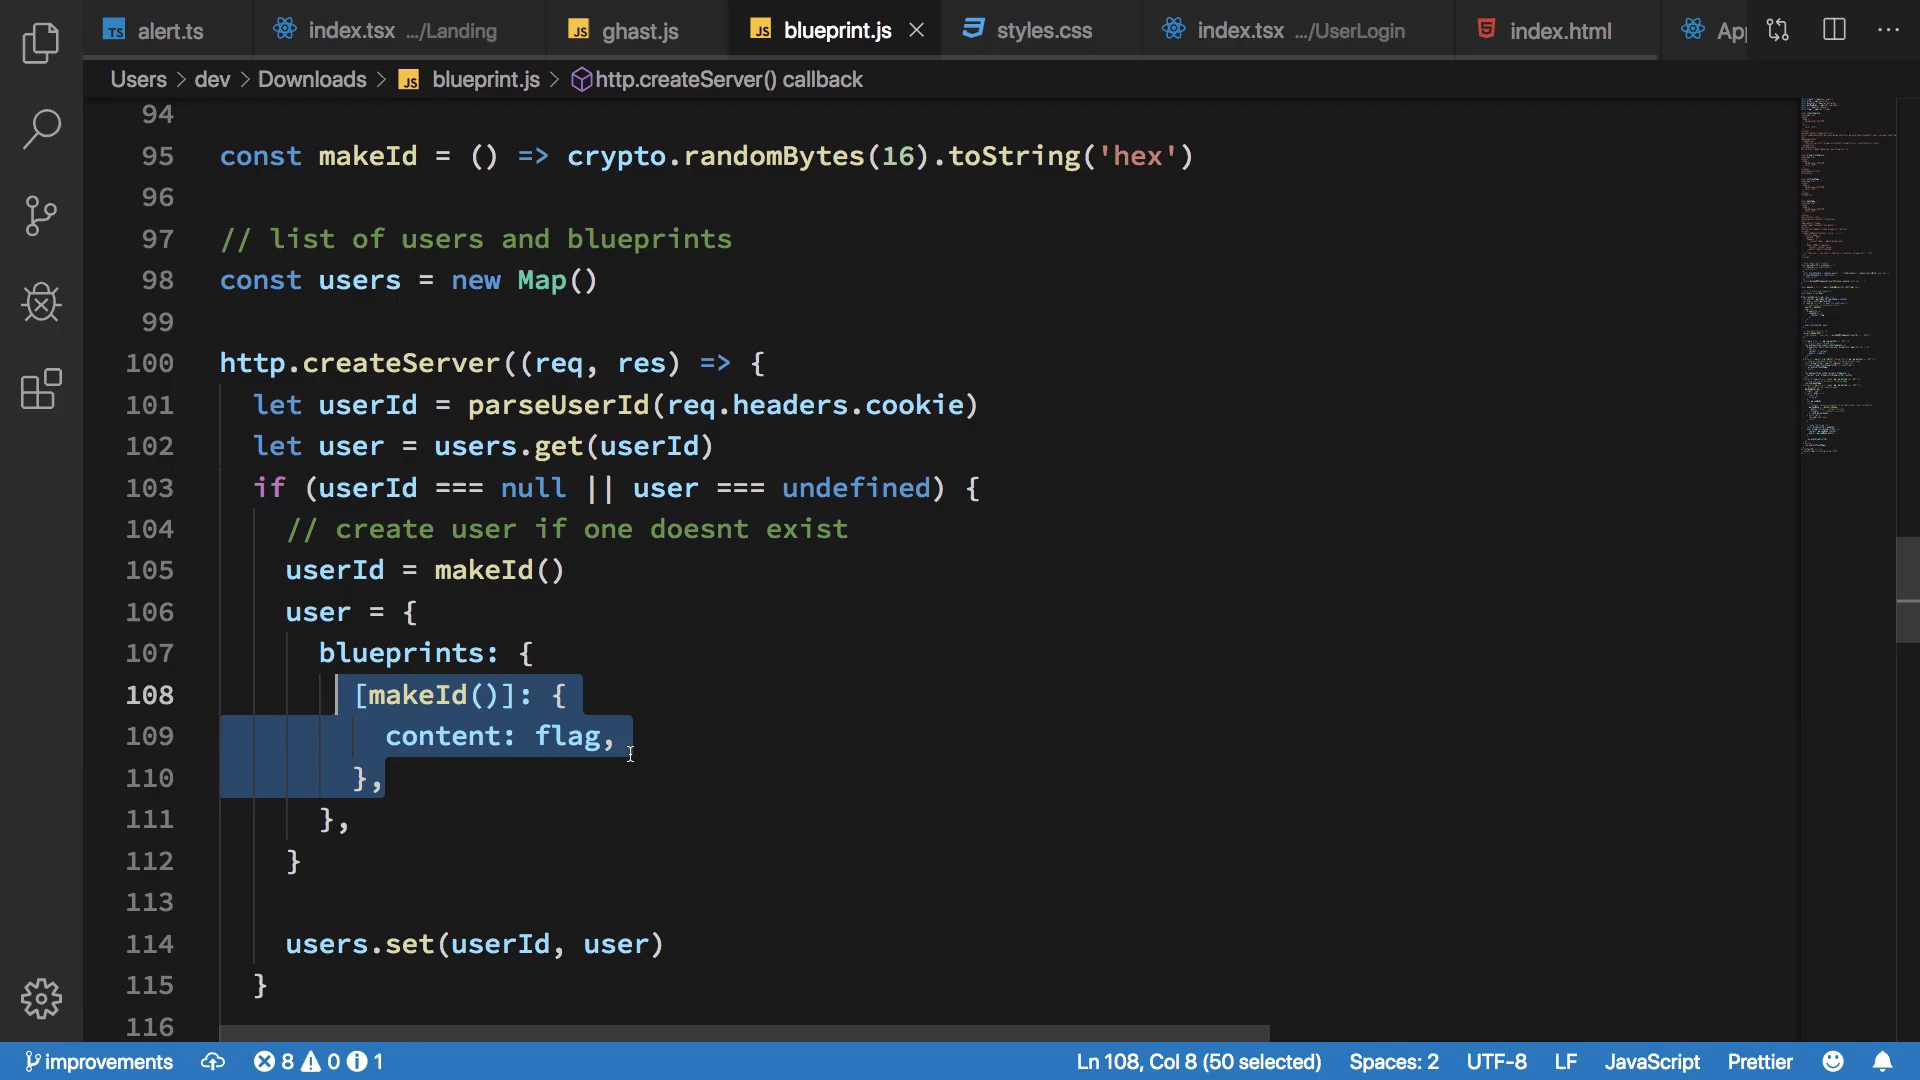 TS alert.ts index.tsx .../Landing JS ghast.js JS blueprint.js styles.css index.tsx .../UserLogin index.html App
Users > dev > Downloads > JS blueprint.js > http.createServer() callback
94
95 const makeId = () => crypto.randomBytes(16).toString('hex')
96
97 // list of users and blueprints
98 const users = new Map()
99
100 http.createServer((req, res) => {
101 let userId = parseUserId(req.headers.cookie)
102 let user = users.get(userId)
103 if (userId === null || user === undefined) {
104 // create user if one doesnt exist
105 userId = makeId()
106 user = {
107 blueprints: {
108 [makeId()]: {
109 content: flag,
110 },
111 },
112 }
113
114 users.set(userId, user)
115 }
116
improvements 8 0 1 Ln 108, Col 8 (50 selected) Spaces: 2 UTF-8 LF JavaScript Prettier